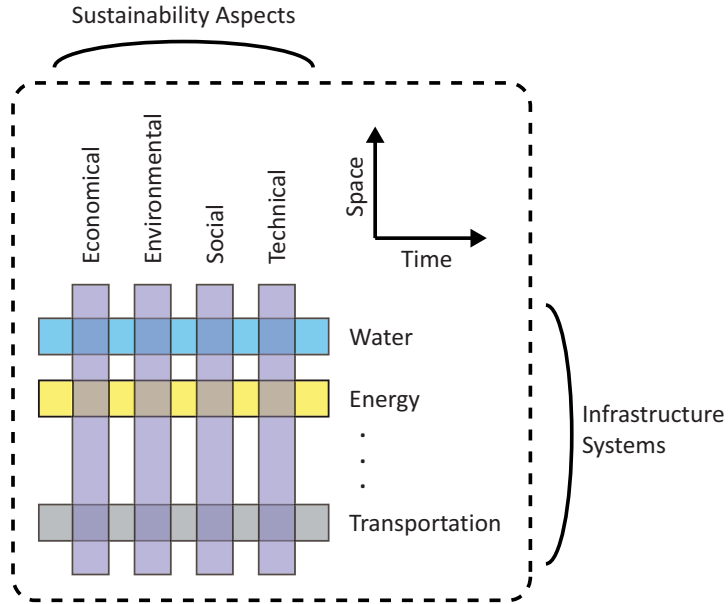 Sustainability Aspects
Economical
Environmental
Social
Technical
Space
Time
Water
Energy
.
.
.
Transportation
Infrastructure
Systems